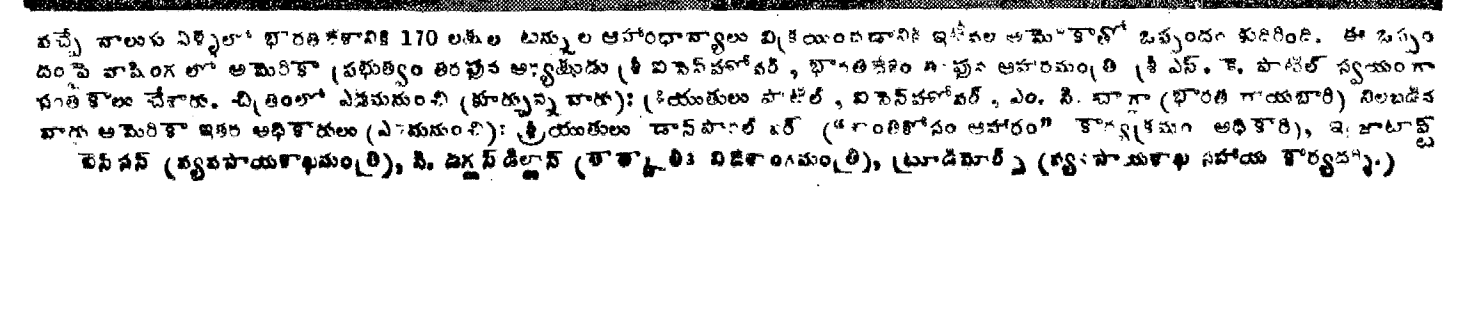 వచ్చే నాలుగు ఏళ్ళలో భారతదేశానికి 170 లక్షల టన్నుల ఆహారధాన్యాలు విక్రయించడానికి ఇటీవల అమెరికాతో ఒప్పందం కుదిరింది. ఈ ఒప్పం
దంపై వాషింగ లో అమెరికా ప్రభుత్వం తరఫున అధ్యక్షుడు శ్రీ ఐసెన్‌హోవర్, భారతదేశం తరఫున ఆహారమంత్రి శ్రీ ఎస్. కె. పాటిల్ స్వయంగా
సంతకాలు చేశారు. చిత్రంలో ఎడమనుంచి (కూర్చున్న వారు): శ్రీయుతులు పాటిల్, ఐసెన్‌హోవర్, ఎం. సి. చాగ్లా (భారత రాయబారి) నిలబడిన
వారు అమెరికా ఇతర అధికారులు (ఎడమనుంచి): శ్రీయుతులు డాన్ పార్ల్ బర్గ్ ("శాంతికోసం ఆహారం" కార్యక్రమం అధికారి), ఇజ్రాటాఫ్ట్
బెన్సన్ (వ్యవసాయశాఖమంత్రి), సి. డగ్లస్ డిల్లాన్ (తాత్కాలిక విదేశాంగమంత్రి), ట్రూడిమోర్స్ (వ్యవసాయశాఖ సహాయ కార్యదర్శి.)